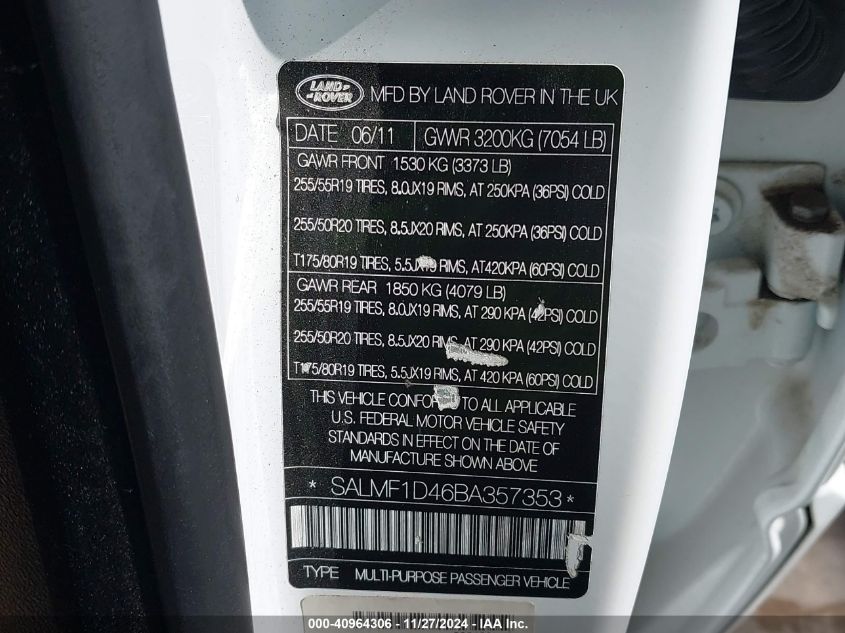 LAND ROVER MFD BY LAND ROVER IN THE UK
DATE 06/11 GWWR 3200KG (7054 LB)
GAWR FRONT 1530 KG (3373 LB)
255/55R19 TIRES, 8.0JX19 RIMS, AT 250KPA (36PSI) COLD
255/50R20 TIRES, 8.5JX20 RIMS, AT 250KPA (36PSI) COLD
T175/80R19 TIRES, 5.5JX19 RIMS, AT420KPA (60PSI) COLD
GAWR REAR 1850 KG (4079 LB)
255/55R19 TIRES, 8.0JX19 RIMS, AT 290 KPA (42PSI) COLD
255/50R20 TIRES, 8.5JX20 RIMS, AT 290 KPA (42PSI) COLD
T175/80R19 TIRES, 5.5JX19 RIMS, AT 420 KPA (60PSI) COLD
THIS VEHICLE CONFORMS TO ALL APPLICABLE
U.S. FEDERAL MOTOR VEHICLE SAFETY
STANDARDS IN EFFECT ON THE DATE OF
MANUFACTURE SHOWN ABOVE
* SALMF1D46BA357353 *
TYPE MULTI-PURPOSE PASSENGER VEHICLE
000-40964306 - 11/27/2024 - IAA Inc.